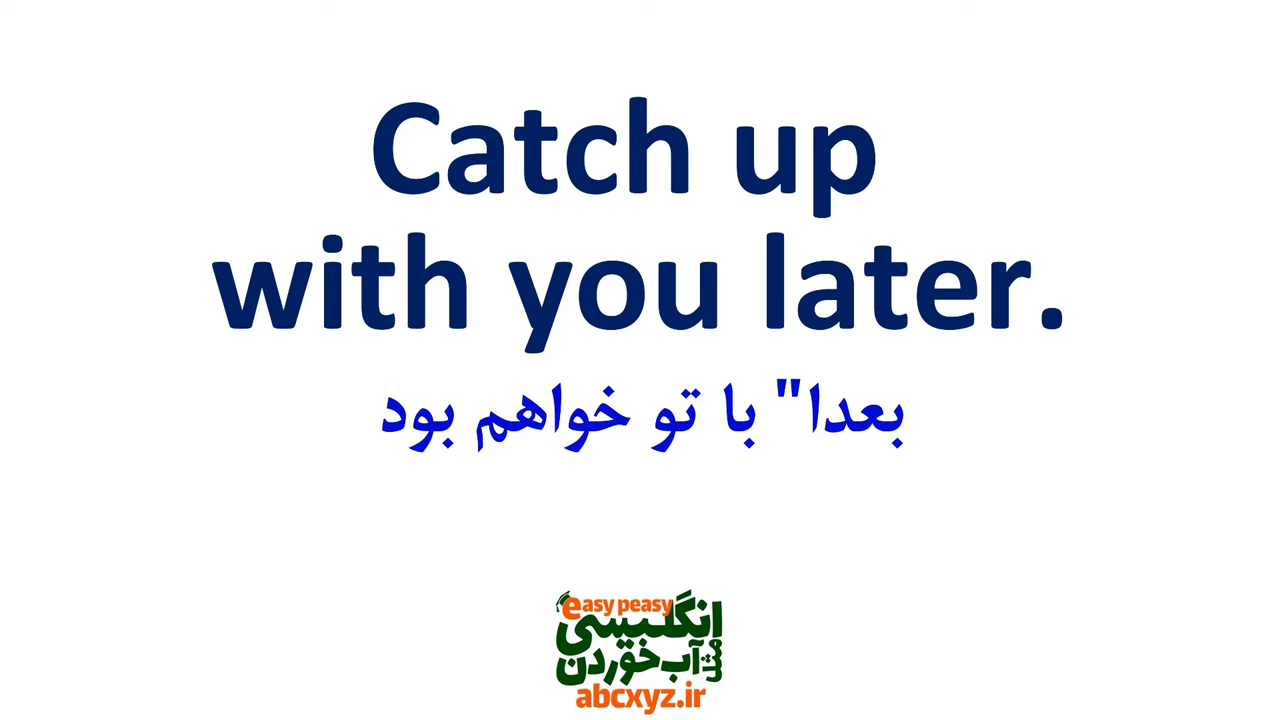 Catch up
with you later.
بعدا" با تو خواهم بود
easy peasy
انگلیسی
مثل آب خوردن
abcxyz.ir